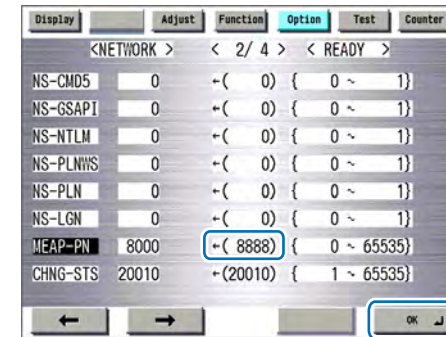 Display Adjust Function Option Test Counter
<NETWORK > < 2/ 4 > < READY >
NS-CMD5 0 ←( 0) { 0 ~ 1}
NS-GSAPI 0 ←( 0) { 0 ~ 1}
NS-NTLM 0 ←( 0) { 0 ~ 1}
NS-PLNWS 0 ←( 0) { 0 ~ 1}
NS-PLN 0 ←( 0) { 0 ~ 1}
NS-LGN 0 ←( 0) { 0 ~ 1}
MEAP-PN 8000 ←( 8888) { 0 ~ 65535}
CHNG-STS 20010 ←(20010) { 1 ~ 65535}
← → OK ↵